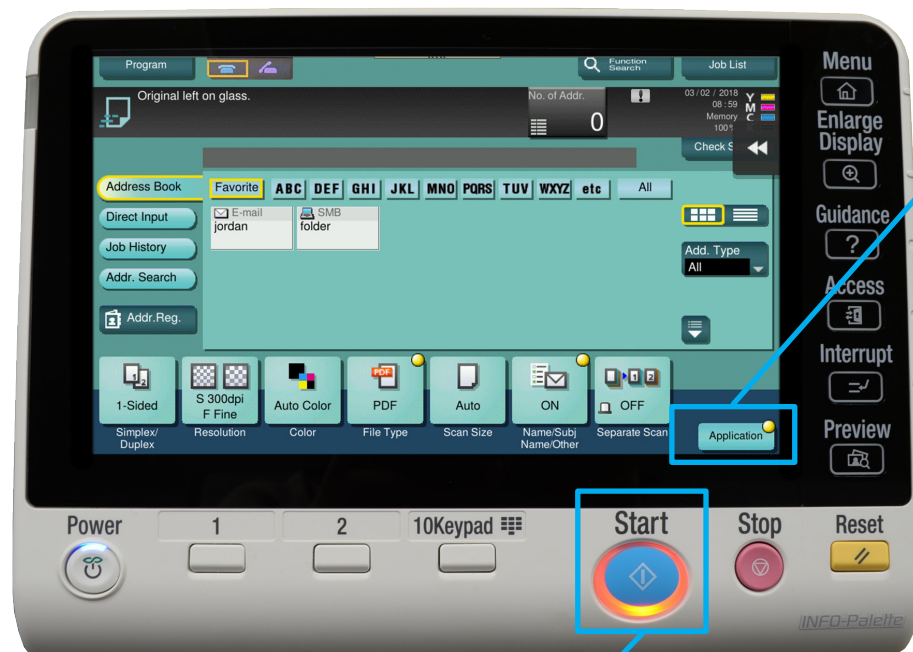 Program
Function
Search
Job List
Menu
Original left on glass.
No. of Addr.
0
03/02 / 2018
08:59
Memory
100
Y
M
C
Enlarge
Display
Check S
Address Book
Favorite ABC DEF GHI JKL MNO PQRS TUV WXYZ etc All
E-mail
jordan
SMB
folder
Direct Input
Job History
Addr. Search
Addr.Reg.
Add. Type
All
Guidance
?
Access
Interrupt
1-Sided
S 300dpi
F Fine
Auto Color
PDF
PDF
Auto
ON
OFF
Simplex/
Duplex
Resolution
Color
File Type
Scan Size
Name/Subj
Name/Other
Separate Scan
Application
Preview
Power
1
2
10Keypad
Start
Stop
Reset
INFO-Palette